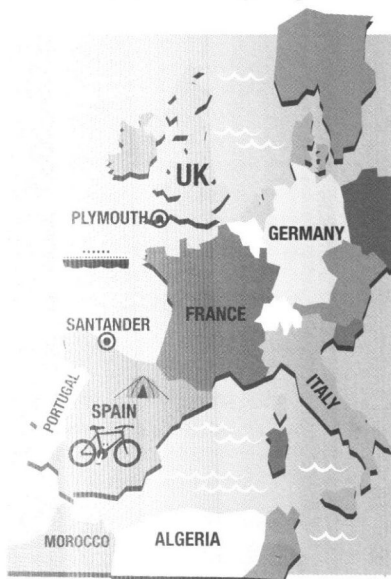 UK
PLYMOUTH
GERMANY
FRANCE
SANTANDER
PORTUGAL
SPAIN
ITALY
MOROCCO
ALGERIA